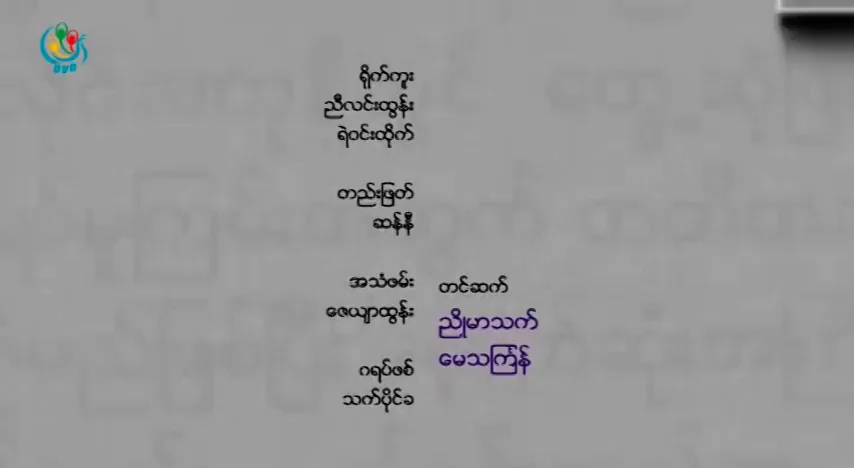 ရိုက်ကူး
ညီလင်းထွန်း
ရဲဝင်းထိုက်
တည်းဖြတ်
ဆန်နီ
အသံဖမ်း
ဇေယျာထွန်း
ဂရပ်ဖစ်
သက်ပိုင်ခ
တင်ဆက်
ညိုမာသက်
မေသင်္ကြန်
DVB